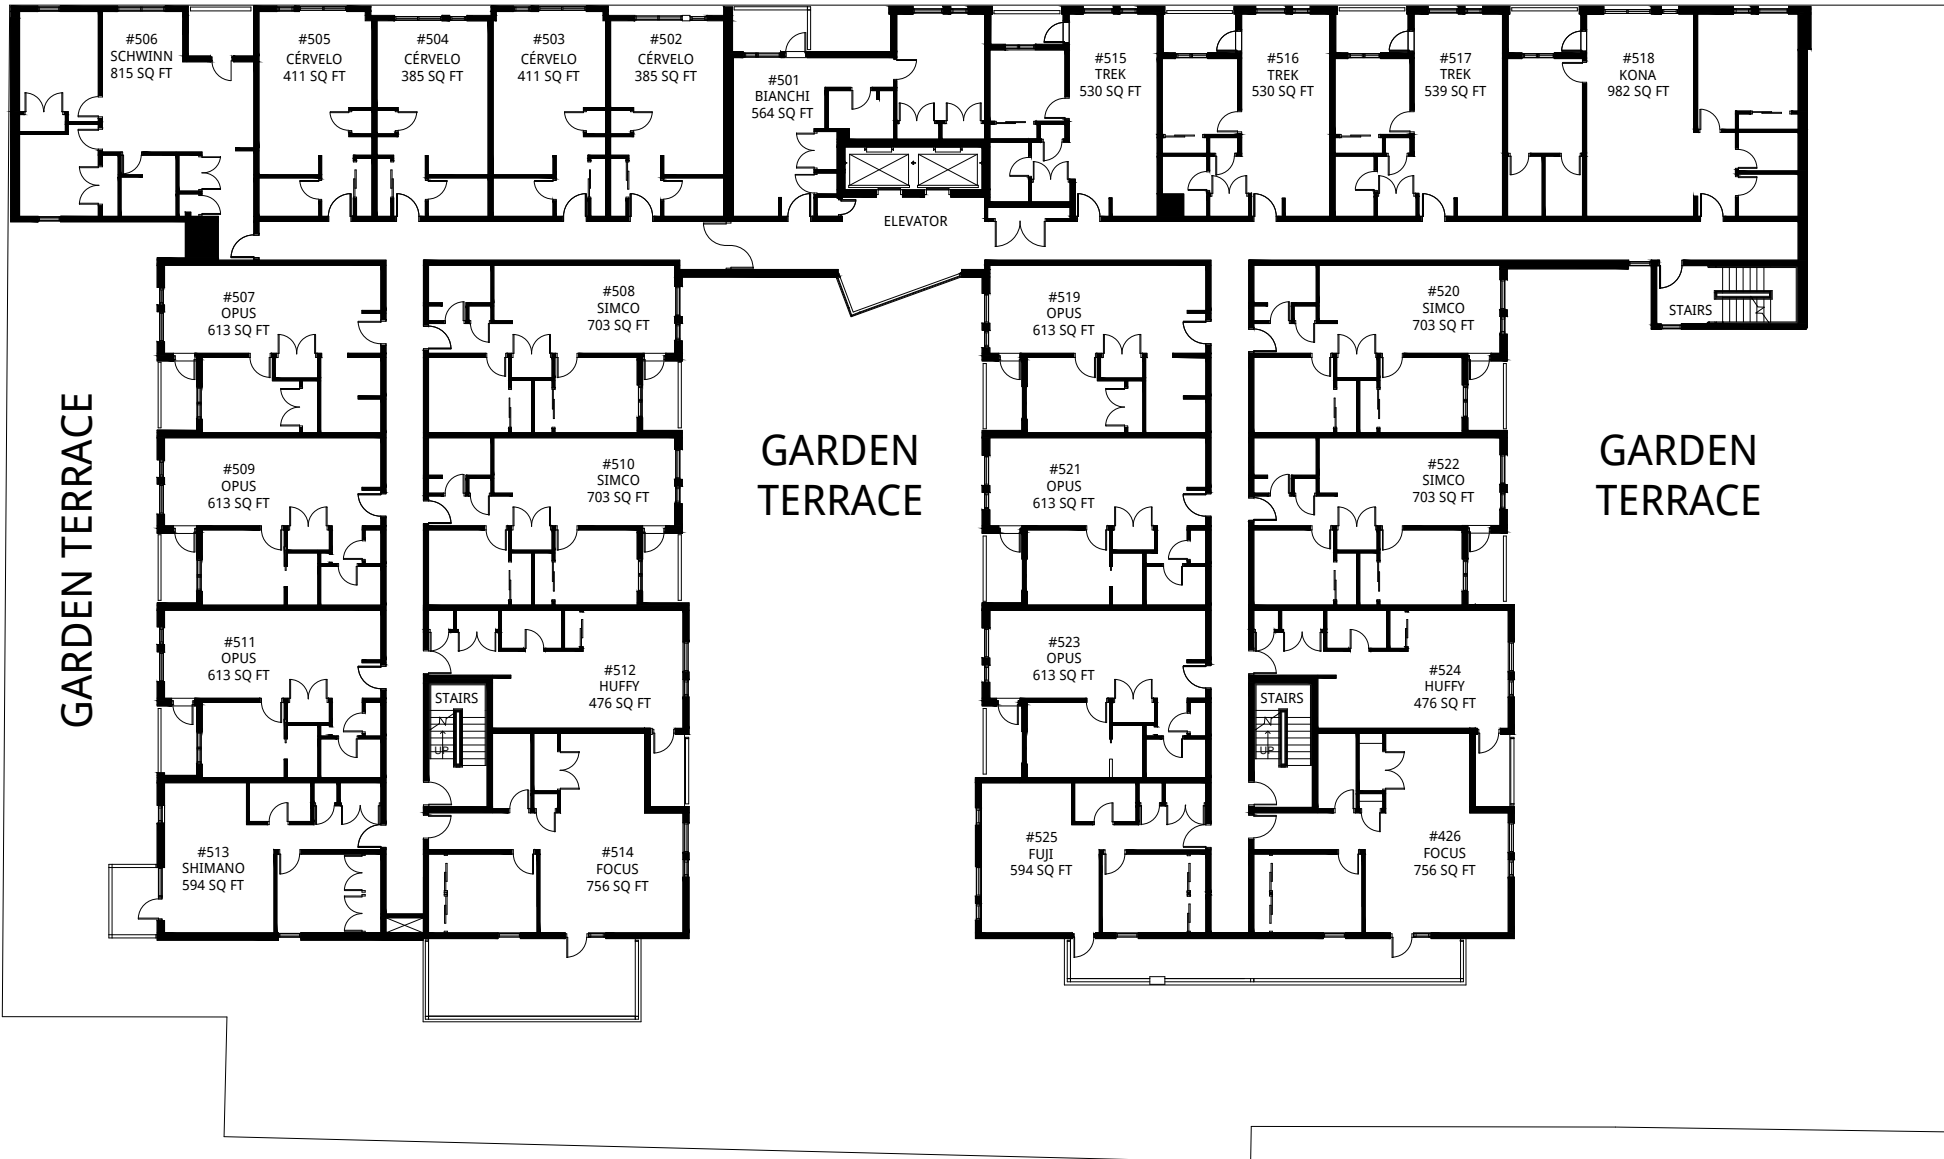 #506
SCHWINN
815 SQ FT
#505
CÉRVELO
411 SQ FT
#504
CÉRVELO
385 SQ FT
#503
CÉRVELO
411 SQ FT
#502
CÉRVELO
385 SQ FT
#501
BIANCHI
564 SQ FT
#515
TREK
530 SQ FT
#516
TREK
530 SQ FT
#517
TREK
539 SQ FT
#518
KONA
982 SQ FT
ELEVATOR
#507
OPUS
613 SQ FT
#508
SIMCO
703 SQ FT
#519
OPUS
613 SQ FT
#520
SIMCO
703 SQ FT
STAIRS
N
GARDEN TERRACE
#509
OPUS
613 SQ FT
#510
SIMCO
703 SQ FT
GARDEN
TERRACE
#521
OPUS
613 SQ FT
#522
SIMCO
703 SQ FT
GARDEN
TERRACE
#511
OPUS
613 SQ FT
#512
HUFFY
476 SQ FT
STAIRS
N
UP
#523
OPUS
613 SQ FT
#524
HUFFY
476 SQ FT
STAIRS
N
UP
#513
SHIMANO
594 SQ FT
#514
FOCUS
756 SQ FT
#525
FUJI
594 SQ FT
#426
FOCUS
756 SQ FT